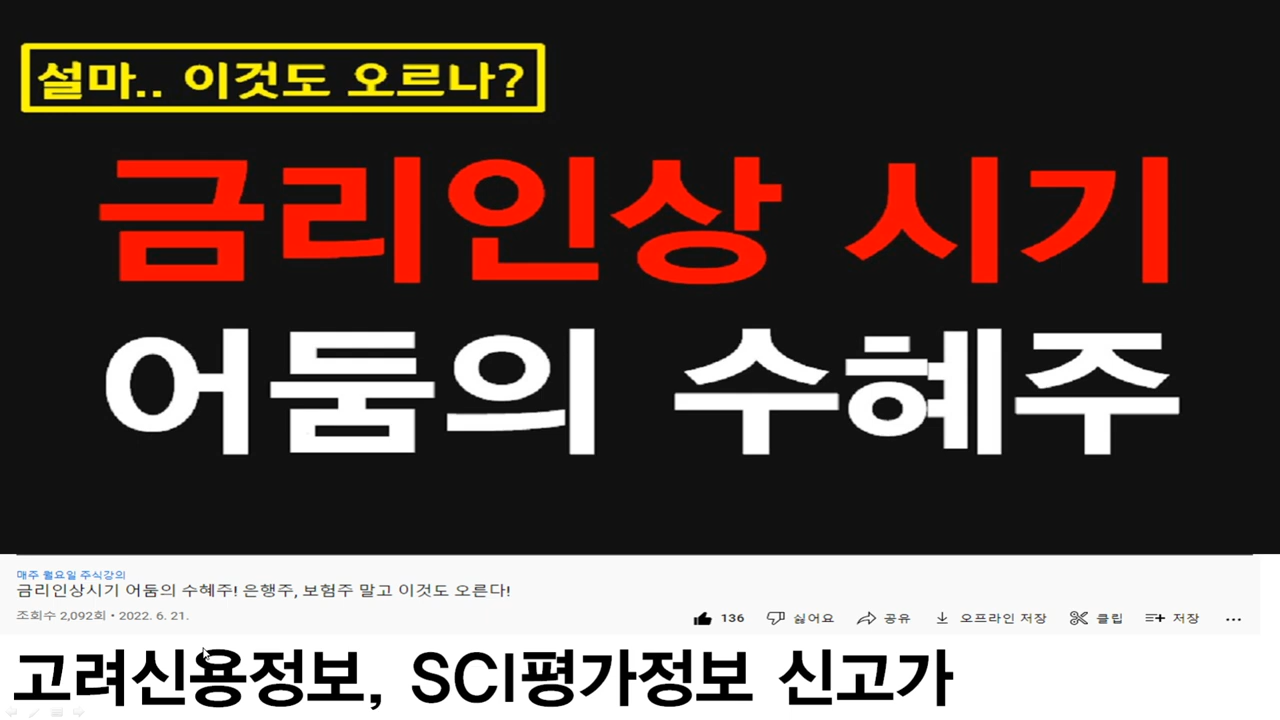 설마.. 이것도 오르나?
금리인상 시기
어둠의 수혜주
매주 월요일 주식강의
금리인상시기 어둠의 수혜주! 은행주, 보험주 말고 이것도 오른다!
조회수 2,092회 • 2022. 6. 21.
136 싫어요 공유 오프라인 저장 클립 저장 ...
고려신용정보, SCI평가정보 신고가